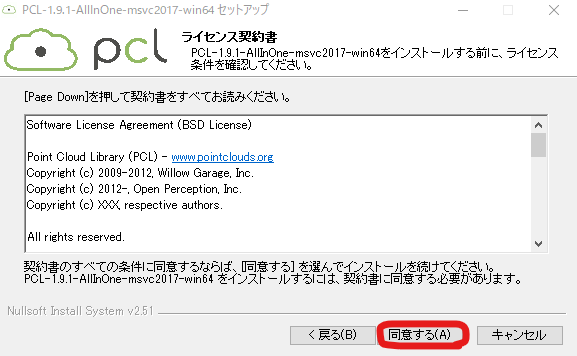 PCL-1.9.1-AllInOne-msvc2017-win64 セットアップ
pcl
ライセンス契約書
PCL-1.9.1-AllInOne-msvc2017-win64をインストールする前に、ライセンス
条件を確認してください。
[Page Down]を押して契約書をすべてお読みください。
Software License Agreement (BSD License)
Point Cloud Library (PCL) - www.pointclouds.org
Copyright (c) 2009-2012, Willow Garage, Inc.
Copyright (c) 2012-, Open Perception, Inc.
Copyright (c) XXX, respective authors.
All rights reserved.
契約書のすべての条件に同意するならば、[同意する] を選んでインストールを続けてください。
PCL-1.9.1-AllInOne-msvc2017-win64 をインストールするには、契約書に同意する必要があります。
Nullsoft Install System v2.51
< 戻る(B)
同意する(A)
キャンセル